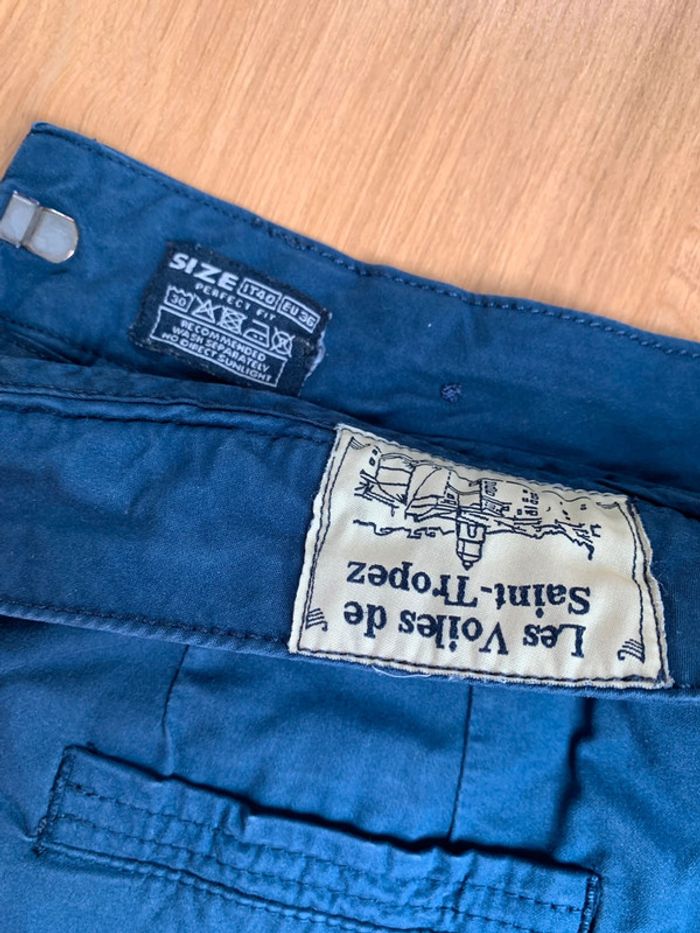 SIZE IT40 EU36
PERFECT FIT
30
RECOMMENDED
WASH SEPARATELY
NO DIRECT SUNLIGHT
Les Voiles de
Saint-Tropez